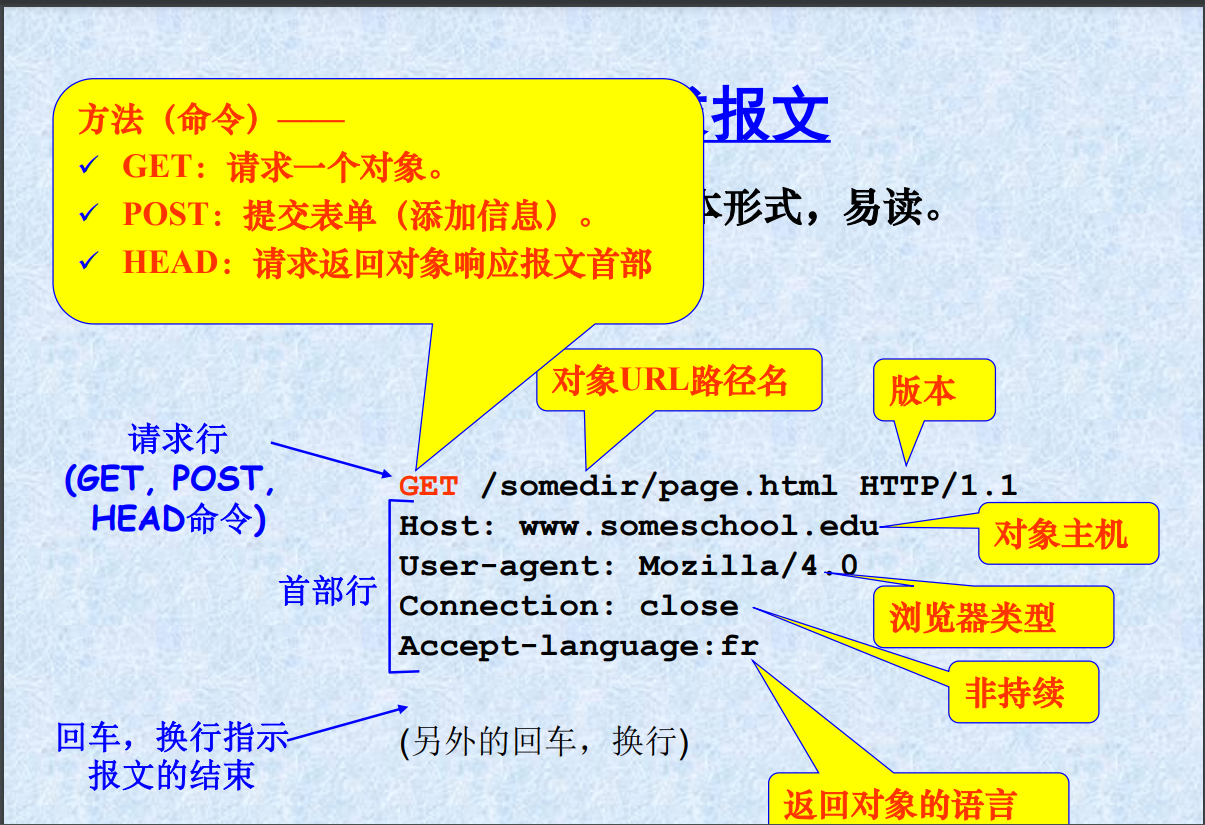 报文
方法（命令）——
✓ GET：请求一个对象。
✓ POST：提交表单（添加信息）。
✓ HEAD：请求返回对象响应报文首部
形式，易读。
对象URL路径名
版本
请求行
(GET, POST,
HEAD命令)
GET /somedir/page.html HTTP/1.1
Host: www.someschool.edu
对象主机
User-agent: Mozilla/4.0
首部行
Connection: close
浏览器类型
Accept-language:fr
非持续
回车，换行指示
报文的结束
(另外的回车，换行)
返回对象的语言